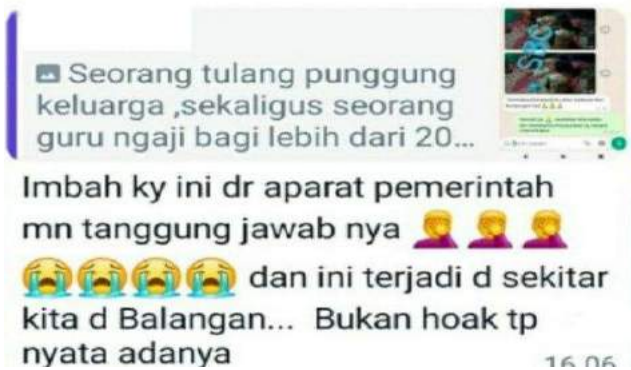 Seorang tulang punggung
keluarga ,sekaligus seorang
guru ngaji bagi lebih dari 20...
Imbah ky ini dr aparat pemerintah
mn tanggung jawab nya 🤦 🤦 🤦
😭😭😭😭 dan ini terjadi d sekitar
kita d Balangan... Bukan hoak tp
nyata adanya
16.06